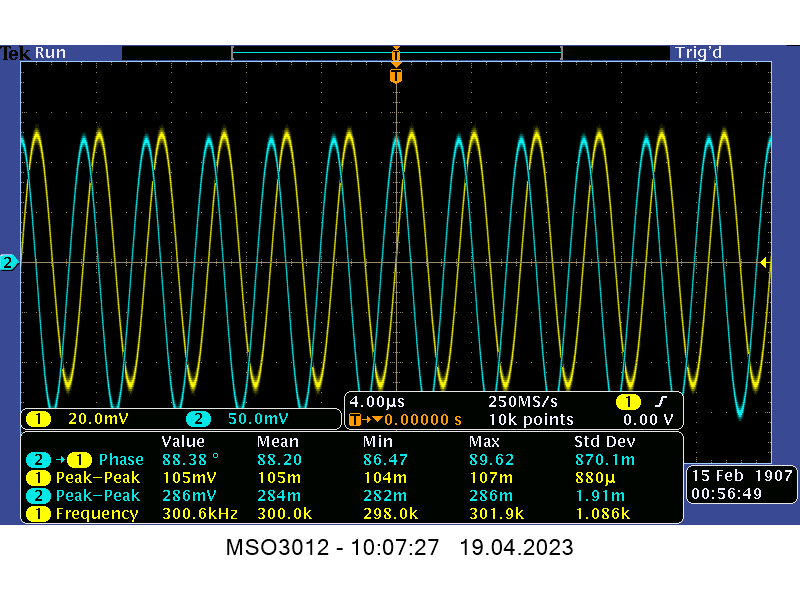 Tek Run Trig'd
T
T
2
1 20.0mV 2 50.0mV
4.00µs 250MS/s 1
T→▼0.00000 s 10k points 0.00 V
Value Mean Min Max Std Dev
2 →1 Phase 88.38 ° 88.20 86.47 89.62 870.1m
1 Peak−Peak 105mV 105m 104m 107m 880µ
2 Peak−Peak 286mV 284m 282m 286m 1.91m
1 Frequency 300.6kHz 300.0k 298.0k 301.9k 1.086k
15 Feb 1907
00:56:49
MSO3012 - 10:07:27 19.04.2023